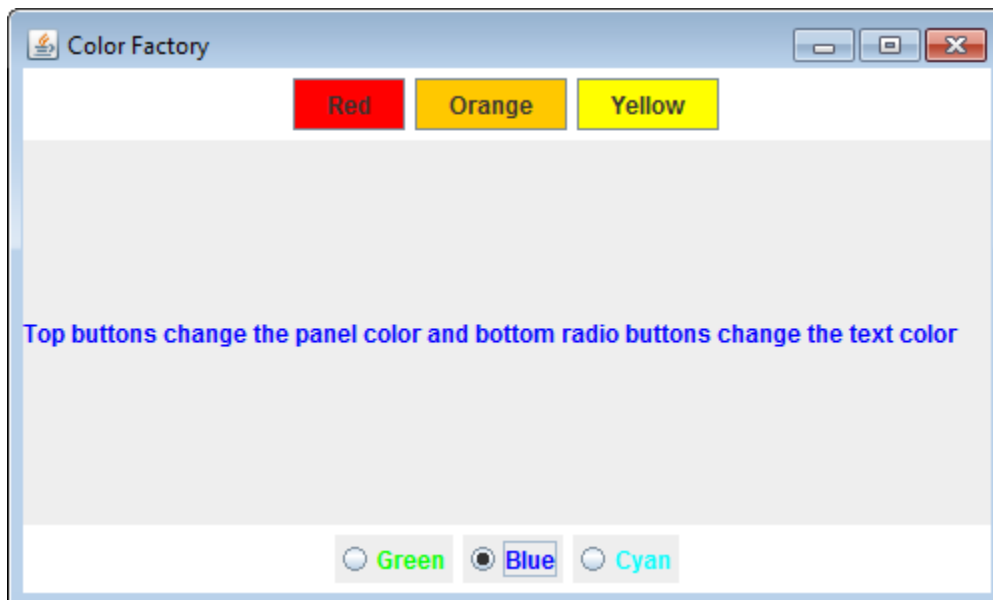 Color Factory
Red Orange Yellow
Top buttons change the panel color and bottom radio buttons change the text color
Green Blue Cyan